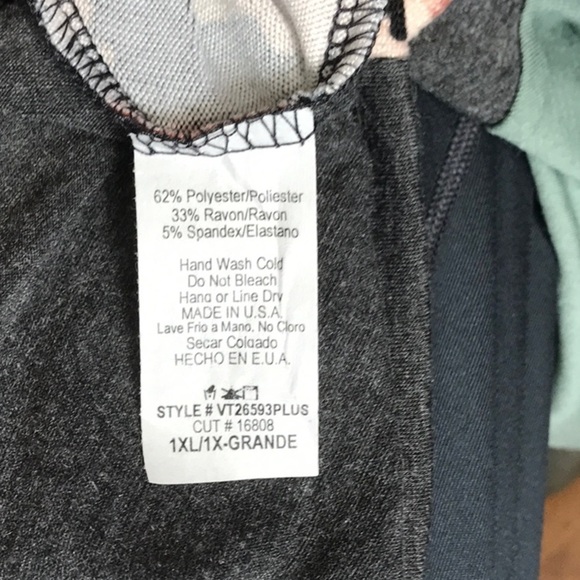 62% Polyester/Poliester
33% Rayon/Rayon
5% Spandex/Elastano
Hand Wash Cold
Do Not Bleach
Hang or Line Dry
MADE IN U.S.A.
Lave Frio a Mano, No Cloro
Secar Colgado
HECHO EN E.U.A.
STYLE # VT26593PLUS
CUT # 16808
1XL/1X-GRANDE